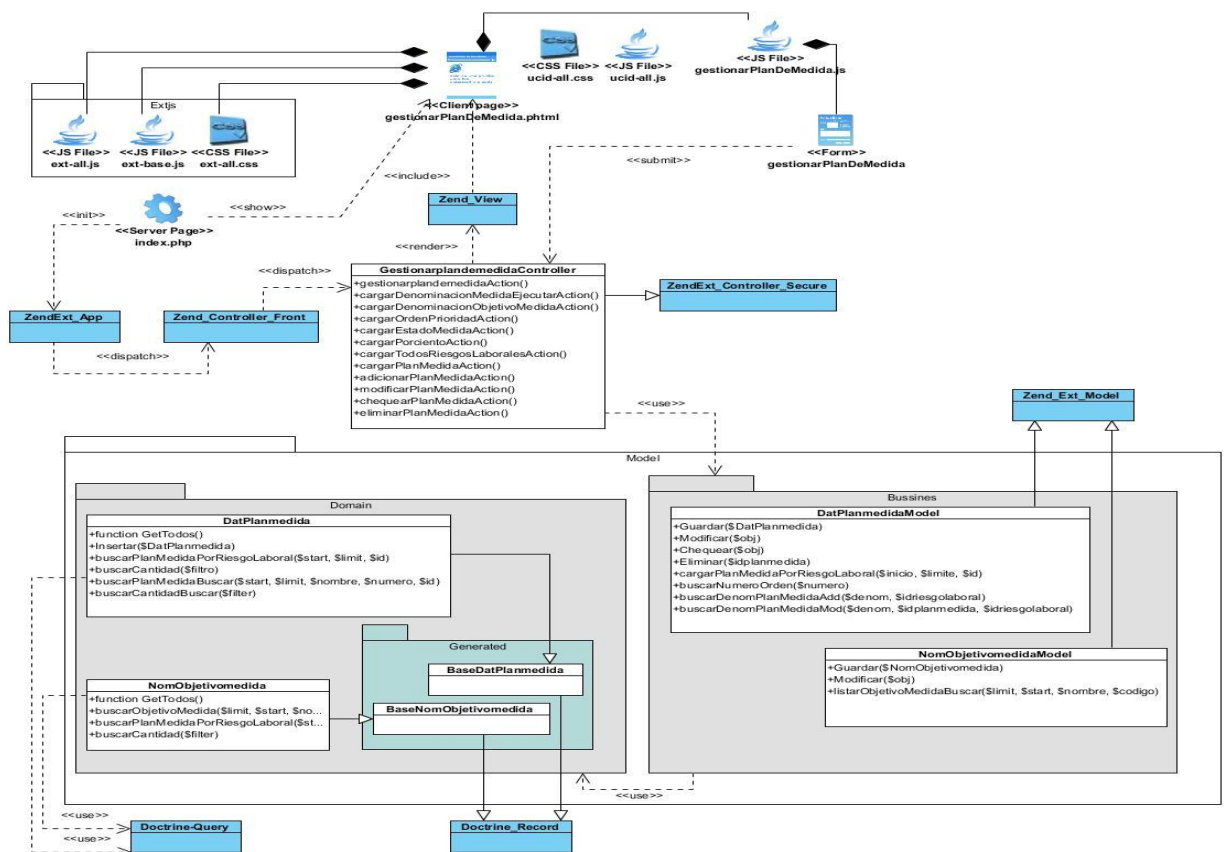 Extjs
<<JS File>>
ext-all.js
<<JS File>>
ext-base.js
<<CSS File>>
ext-all.css
<<Client page>>
gestionarPlanDeMedida.phtml
<<CSS File>>
ucid-all.css
<<JS File>>
ucid-all.js
<<JS File>>
gestionarPlanDeMedida.js
<<Form>>
gestionarPlanDeMedida
<<submit>>
<<include>>
<<init>>
<<Server Page>>
index.php
<<show>>
Zend_View
<<render>>
<<dispatch>>
ZendExt_App
Zend_Controller_Front
<<dispatch>>
GestionarplandemedidaController
+gestionarplandemedidaAction()
+cargarDenominacionMedidaEjecutarAction()
+cargarDenominacionObjetivoMedidaAction()
+cargarOrdenPrioridadAction()
+cargarEstadoMedidaAction()
+cargarPorcientoAction()
+cargarTodosRiesgosLaboralesAction()
+cargarPlanMedidaAction()
+adicionarPlanMedidaAction()
+modificarPlanMedidaAction()
+chequearPlanMedidaAction()
+eliminarPlanMedidaAction()
ZendExt_Controller_Secure
<<use>>
Zend_Ext_Model
Model
Domain
DatPlanmedida
+function GetTodos()
+Insertar($DatPlanmedida)
+buscarPlanMedidaPorRiesgoLaboral($start, $limit, $id)
+buscarCantidad($filtro)
+buscarPlanMedidaBuscar($start, $limit, $nombre, $numero, $id)
+buscarCantidadBuscar($filter)
Generated
BaseDatPlanmedida
BaseNomObjetivomedida
NomObjetivomedida
+function GetTodos()
+buscarObjetivoMedida($limit, $start, $no...
+buscarPlanMedidaPorRiesgoLaboral($st...
+buscarCantidad($filter)
Bussines
DatPlanmedidaModel
+Guardar($DatPlanmedida)
+Modificar($obj)
+Chequear($obj)
+Eliminar($idplanmedida)
+cargarPlanMedidaPorRiesgoLaboral($inicio, $limite, $id)
+buscarNumeroOrden($numero)
+buscarDenomPlanMedidaAdd($denom, $idriesgolaboral)
+buscarDenomPlanMedidaMod($denom, $idplanmedida, $idriesgolaboral)
NomObjetivomedidaModel
+Guardar($NomObjetivomedida)
+Modificar($obj)
+listarObjetivoMedidaBuscar($limit, $start, $nombre, $codigo)
<<use>>
<<use>>
<<use>>
Doctrine-Query
Doctrine_Record